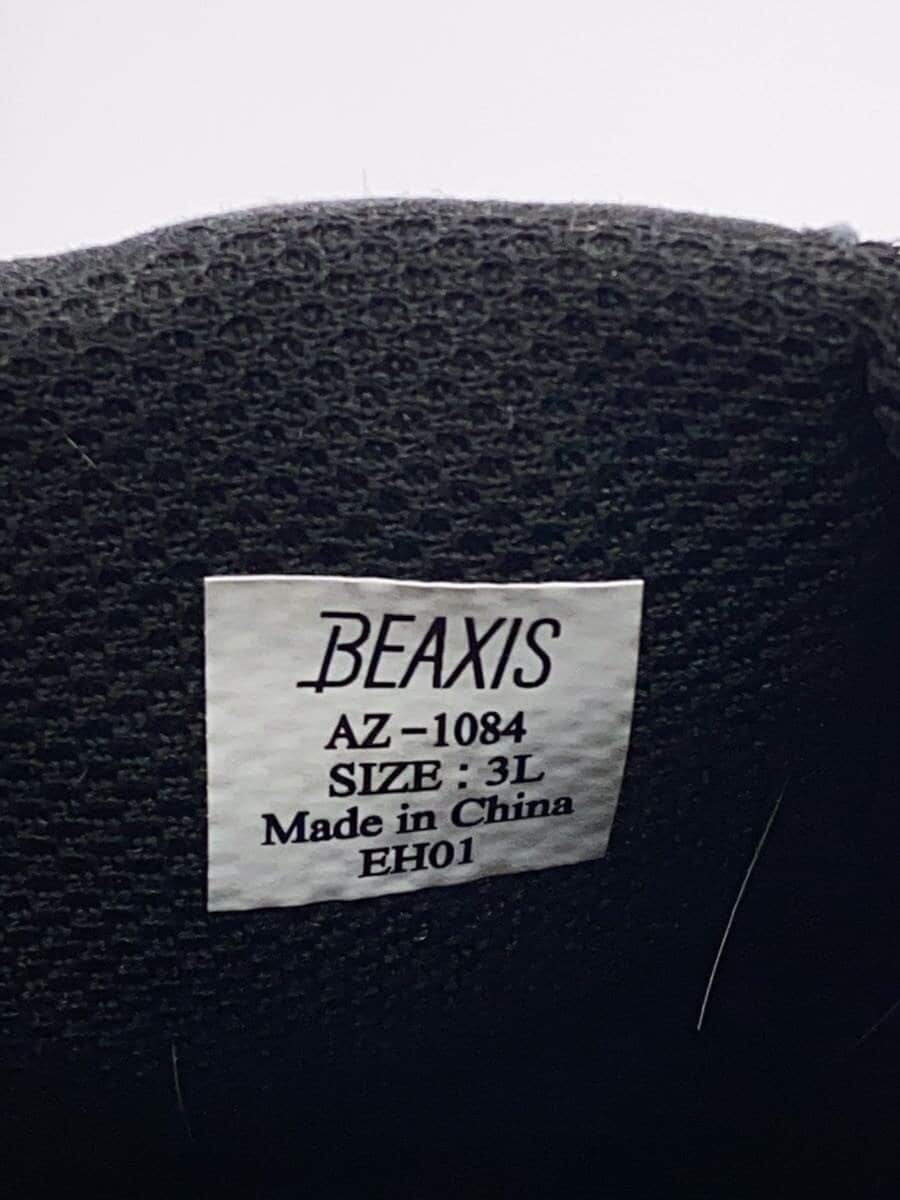 BEAXIS
AZ-1084
SIZE : 3L
Made in China
EH01